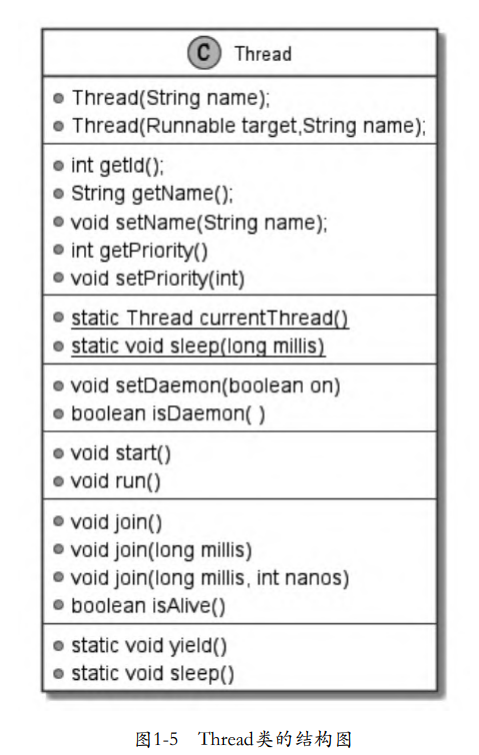 C Thread
Thread(String name);
Thread(Runnable target,String name);
int getId();
String getName();
void setName(String name);
int getPriority()
void setPriority(int)
static Thread currentThread()
static void sleep(long millis)
void setDaemon(boolean on)
boolean isDaemon( )
void start()
void run()
void join()
void join(long millis)
void join(long millis, int nanos)
boolean isAlive()
static void yield()
static void sleep()
图1-5 Thread类的结构图